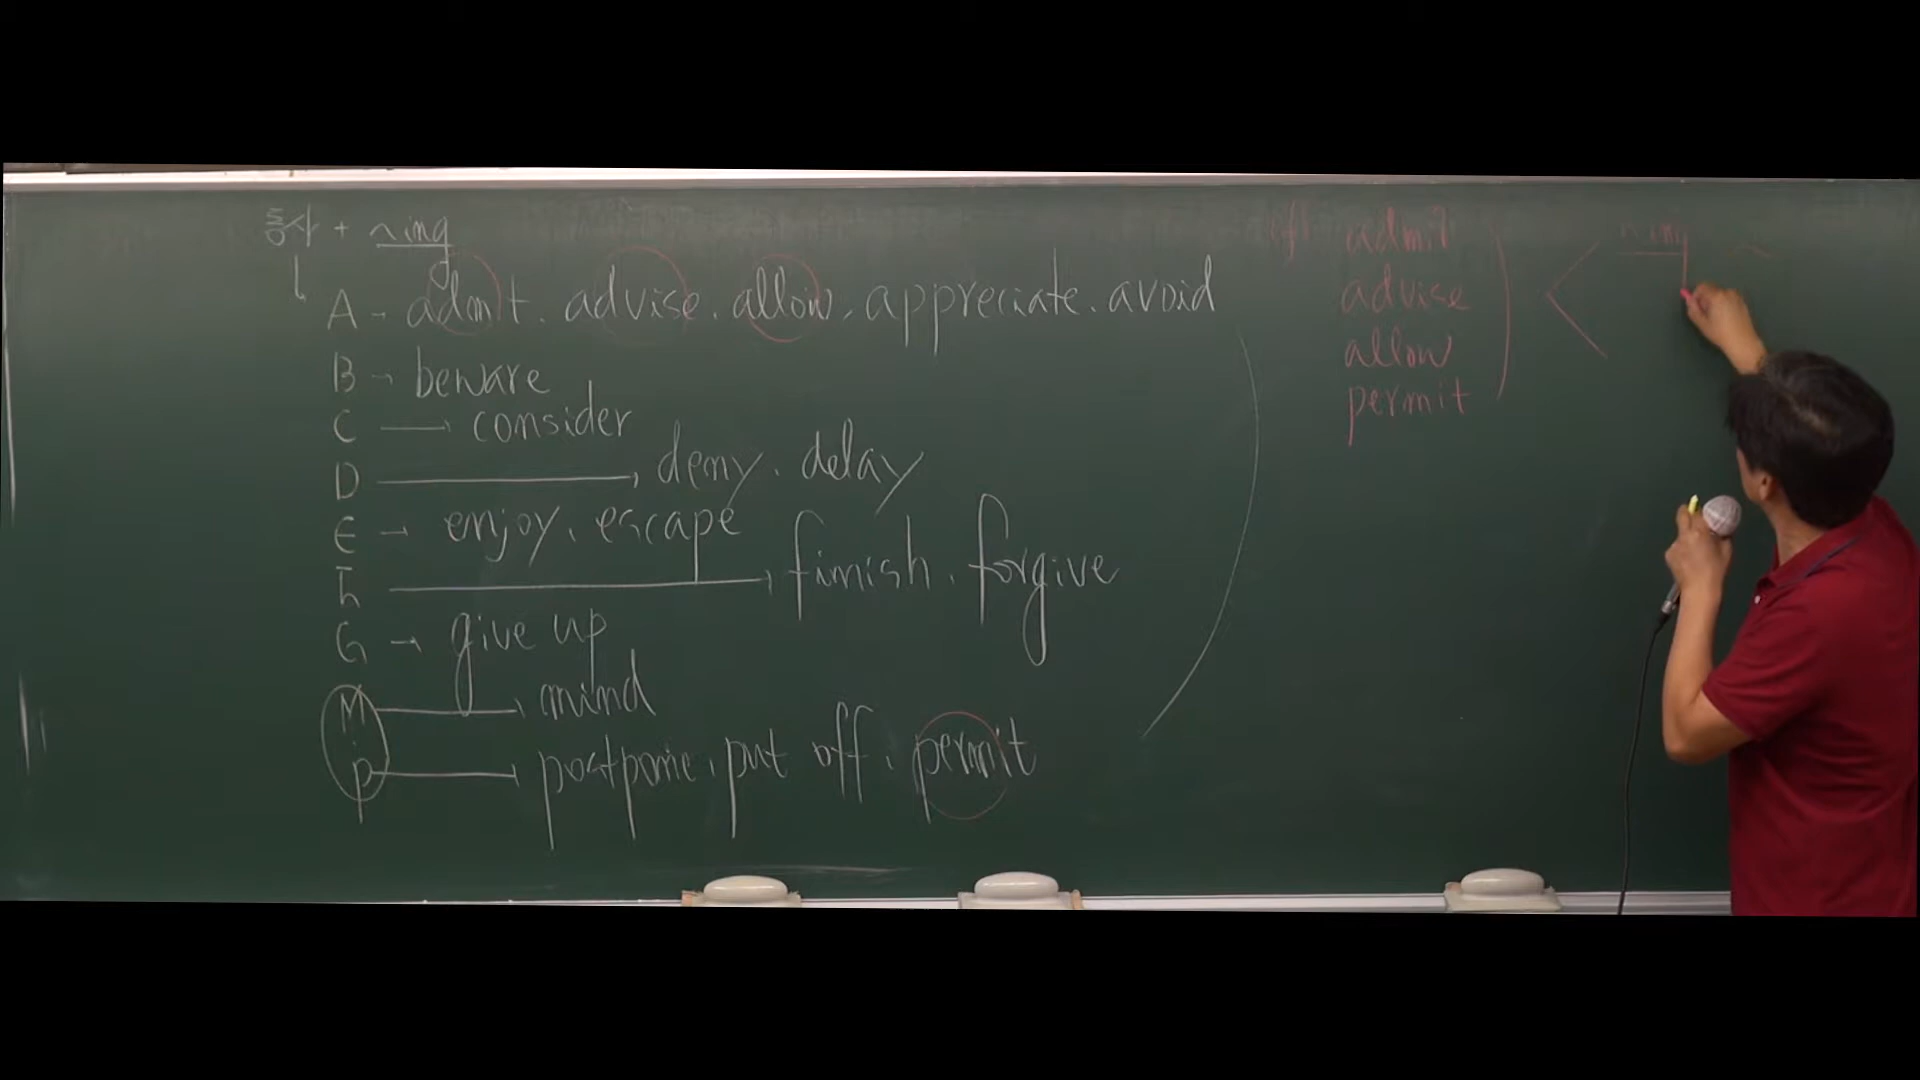 동사 + ~ing
A → admit. advise. allow, appreciate. avoid
B → beware
C → consider
D → deny. delay
E → enjoy, escape
F → finish. forgive
G → give up
M → mind
P → postpone, put off, permit
cf) admit
advise
allow
permit
~ing ~